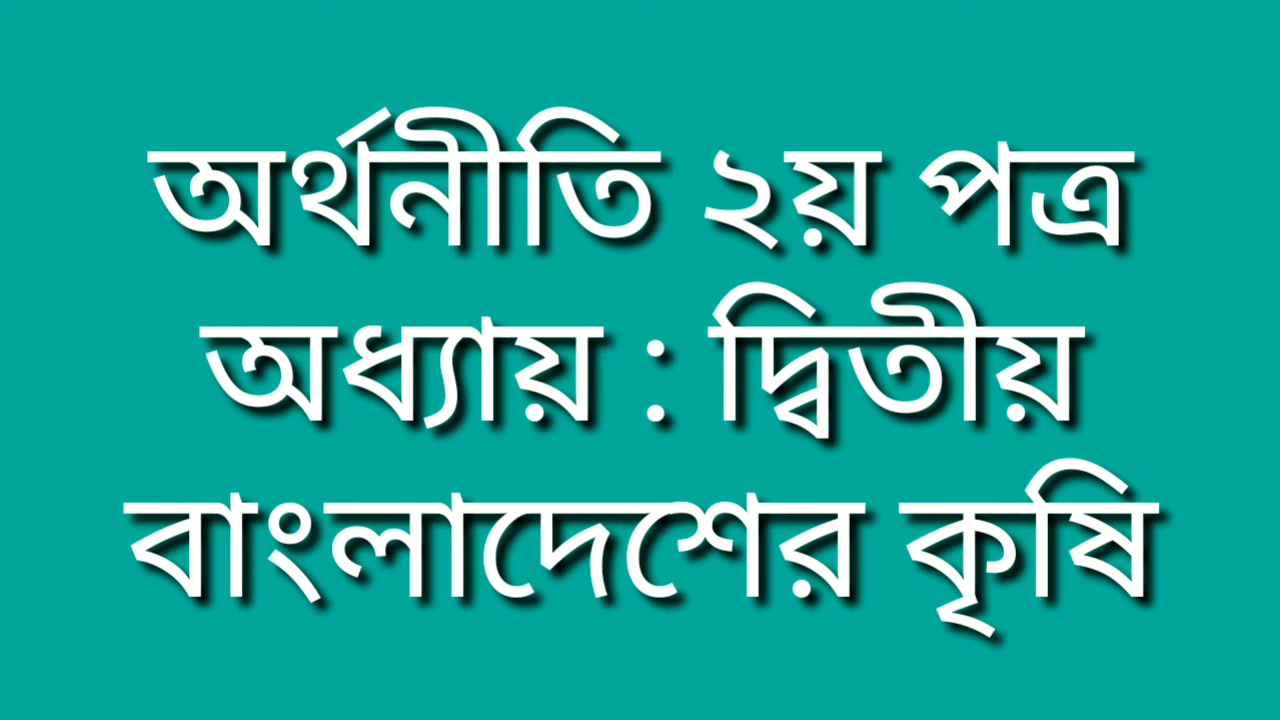 অর্থনীতি ২য় পত্র
অধ্যায় : দ্বিতীয়
বাংলাদেশের কৃষি